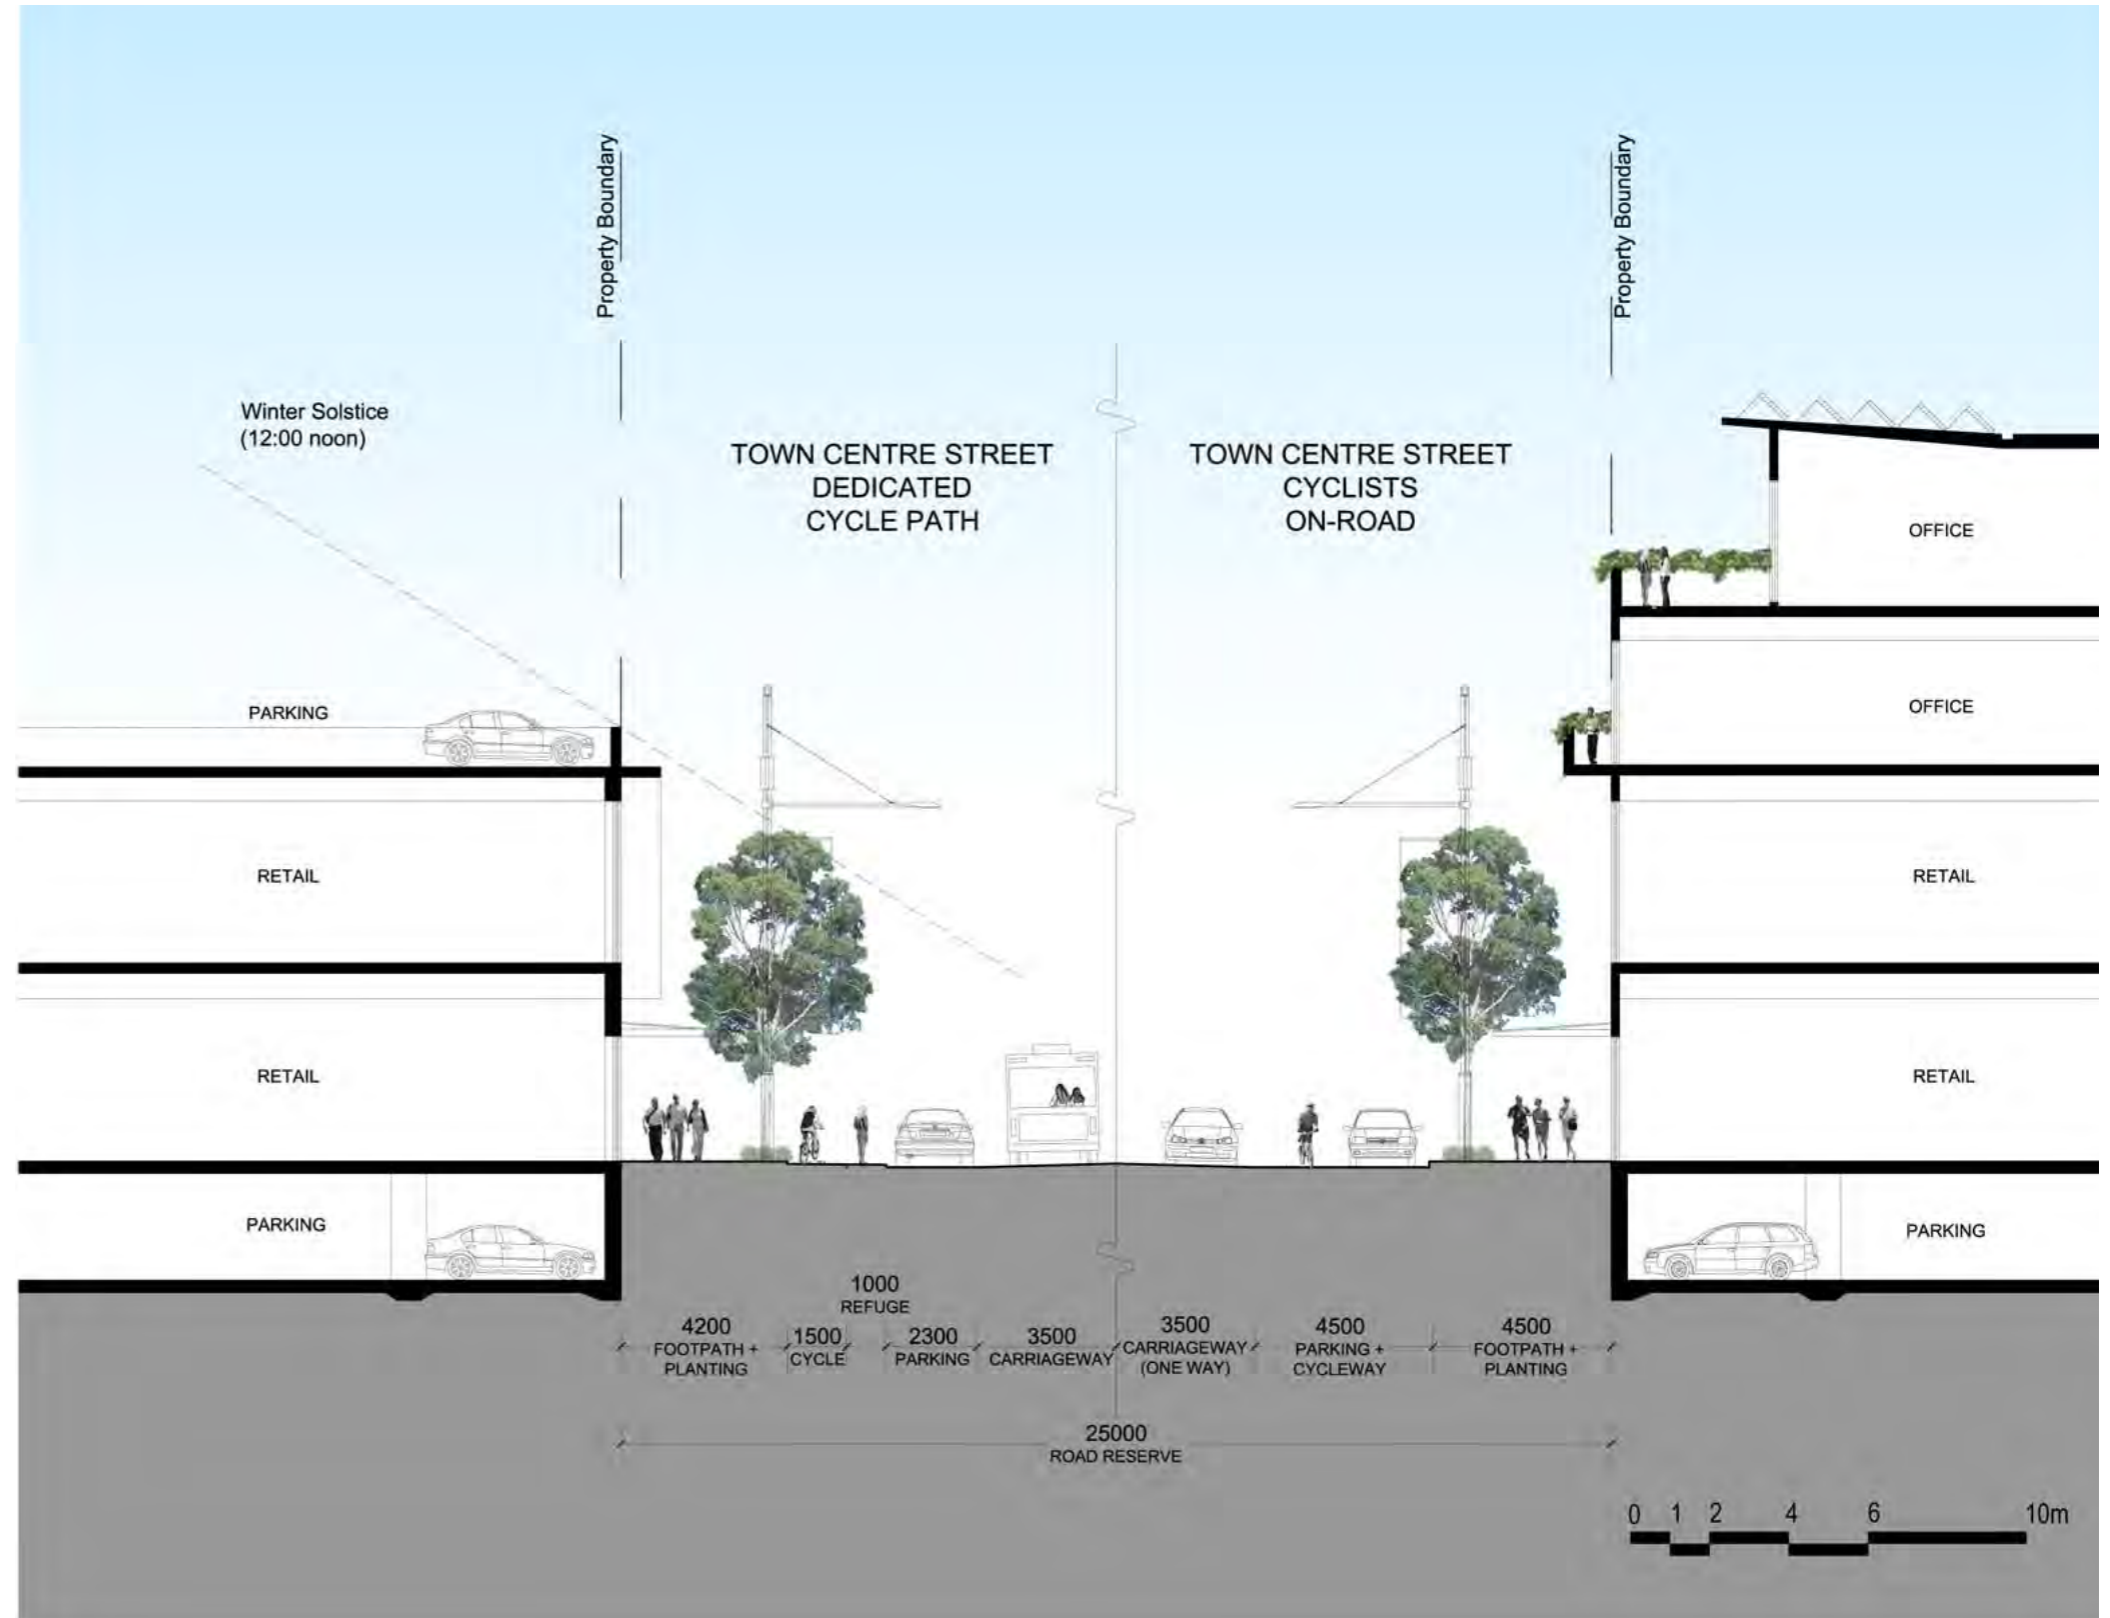 Property Boundary
Property Boundary
Winter Solstice
(12:00 noon)
TOWN CENTRE STREET
DEDICATED
CYCLE PATH
TOWN CENTRE STREET
CYCLISTS
ON-ROAD
OFFICE
PARKING
OFFICE
RETAIL
RETAIL
RETAIL
RETAIL
PARKING
PARKING
1000
REFUGE
4200
FOOTPATH +
PLANTING
1500
CYCLE
2300
PARKING
3500
CARRIAGEWAY
3500
CARRIAGEWAY
(ONE WAY)
4500
PARKING +
CYCLEWAY
4500
FOOTPATH +
PLANTING
25000
ROAD RESERVE
0 1 2 4 6 10m